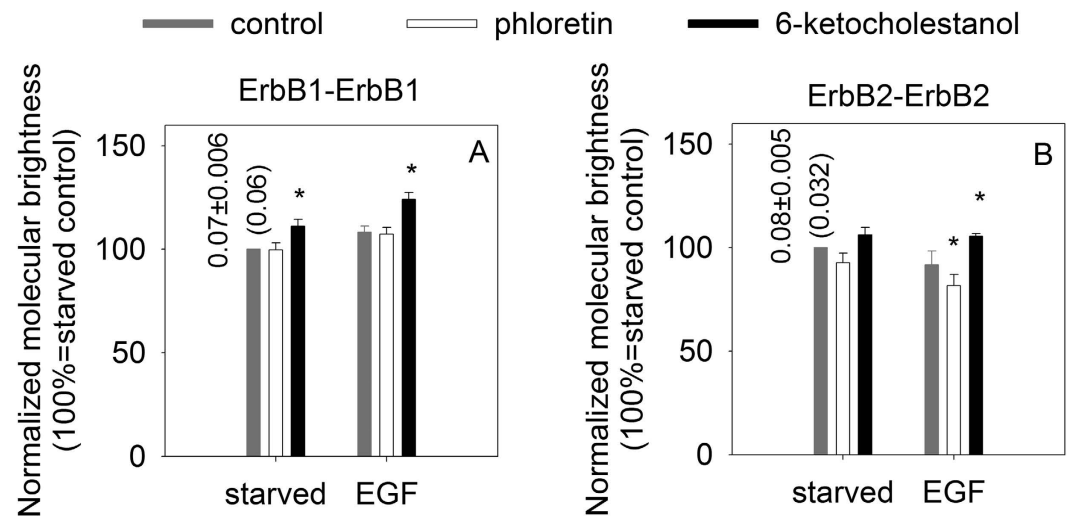 control phloretin 6-ketocholestanol
ErbB1-ErbB1
Normalized molecular brightness
(100%=starved control)
150
100
50
0
0.07±0.006
(0.06)
*
*
A
starved EGF
ErbB2-ErbB2
Normalized molecular brightness
(100%=starved control)
150
100
50
0
0.08±0.005
(0.032)
*
*
B
starved EGF